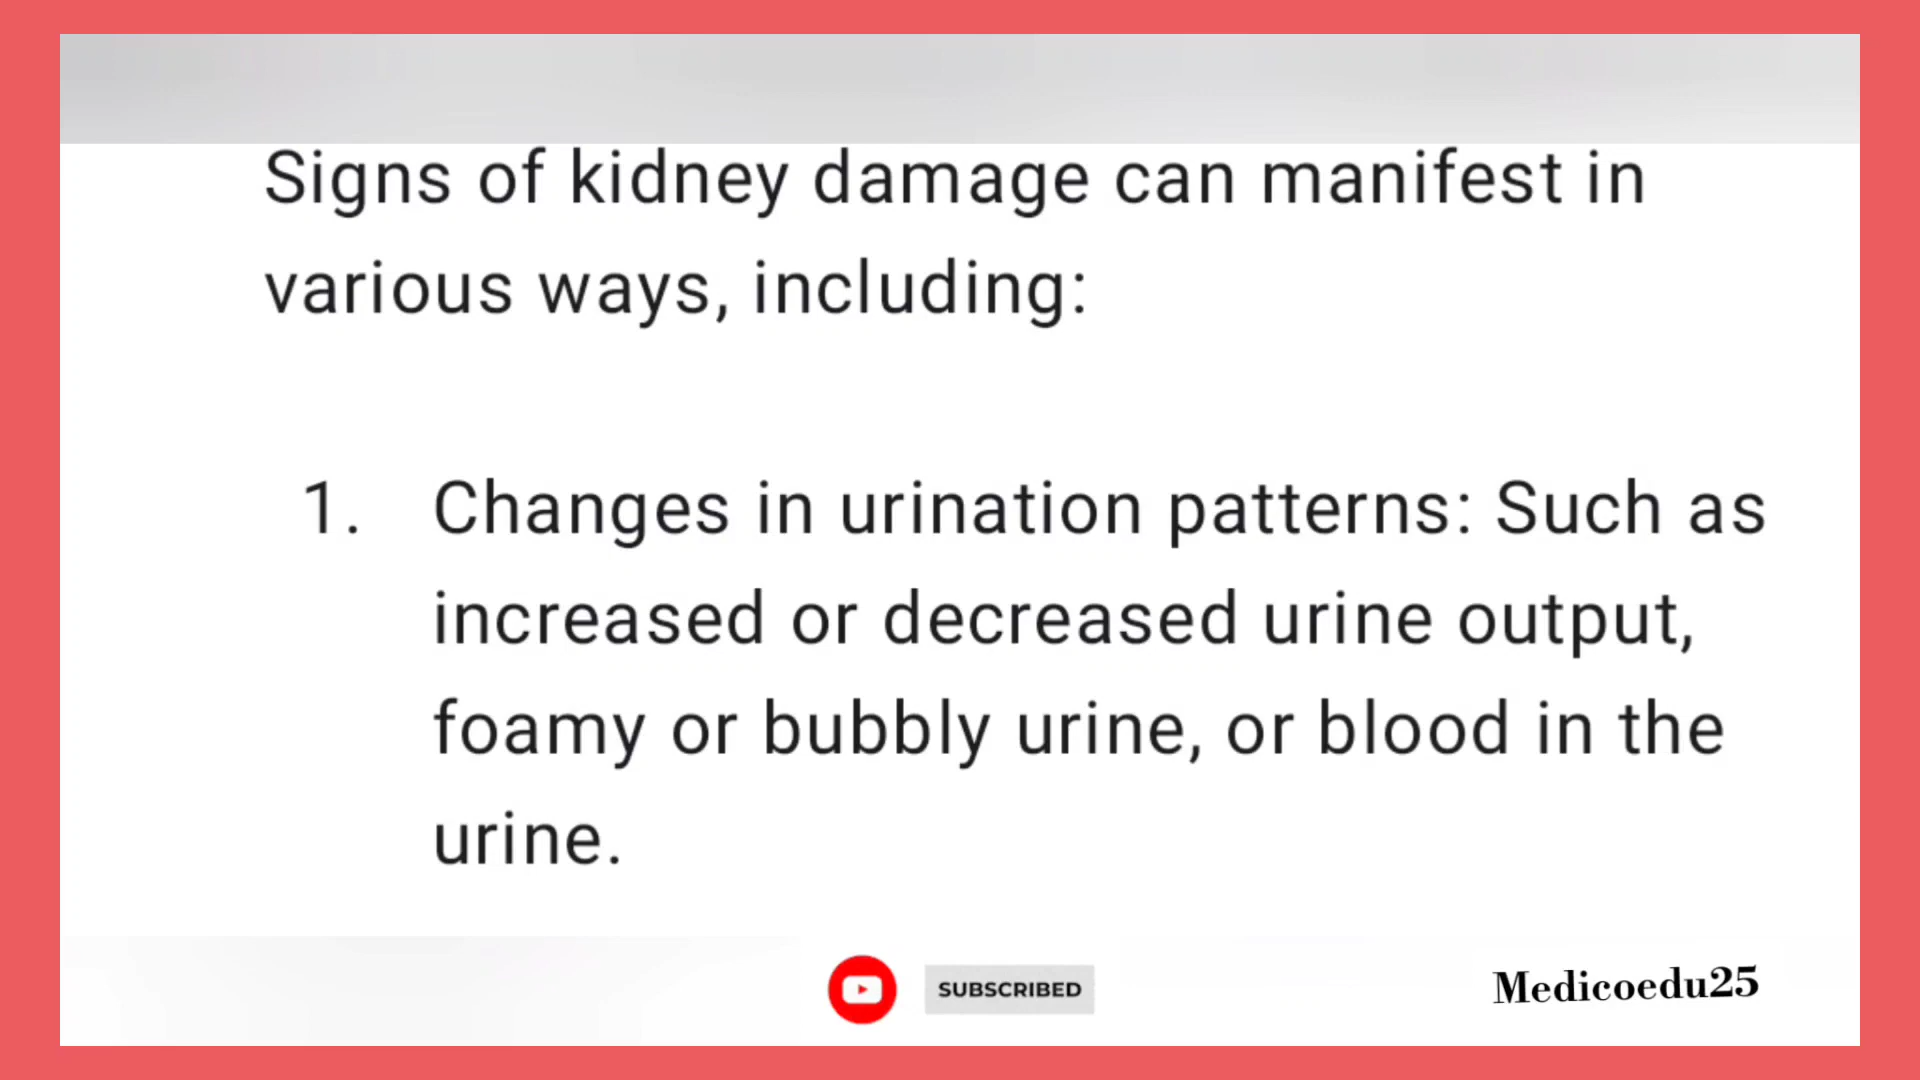 Signs of kidney damage can manifest in
various ways, including:
1. Changes in urination patterns: Such as
increased or decreased urine output,
foamy or bubbly urine, or blood in the
urine.
SUBSCRIBED
Medicoedu25